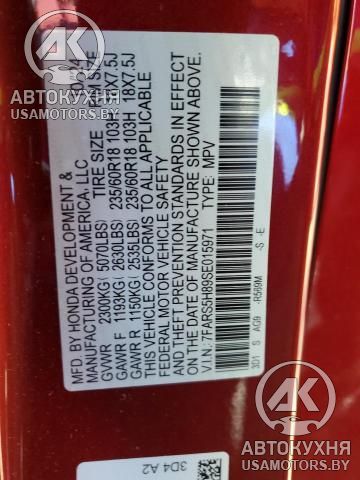 MFD. BY HONDA DEVELOPMENT &
MANUFACTURING OF AMERICA, LLC
TIRE SIZE
GVWR 2300KG ( 5070LBS)
GAWR F 1193KG ( 2630LBS) 235/60R18 103H 18X7.5J
GAWR R 1150KG ( 2535LBS) 235/60R18 103H 18X7.5J
THIS VEHICLE CONFORMS TO ALL APPLICABLE
FEDERAL MOTOR VEHICLE SAFETY
AND THEFT PREVENTION STANDARDS IN EFFECT
ON THE DATE OF MANUFACTURE SHOWN ABOVE.
V.I.N.: 7FARS5H89SE015971 TYPE: MPV
3D1 S AG9 -R569M -S -E
3D4 A2
АК
АВТОКУХНЯ
USAMOTORS.BY
АК
АВТОКУХНЯ
USAMOTORS.BY